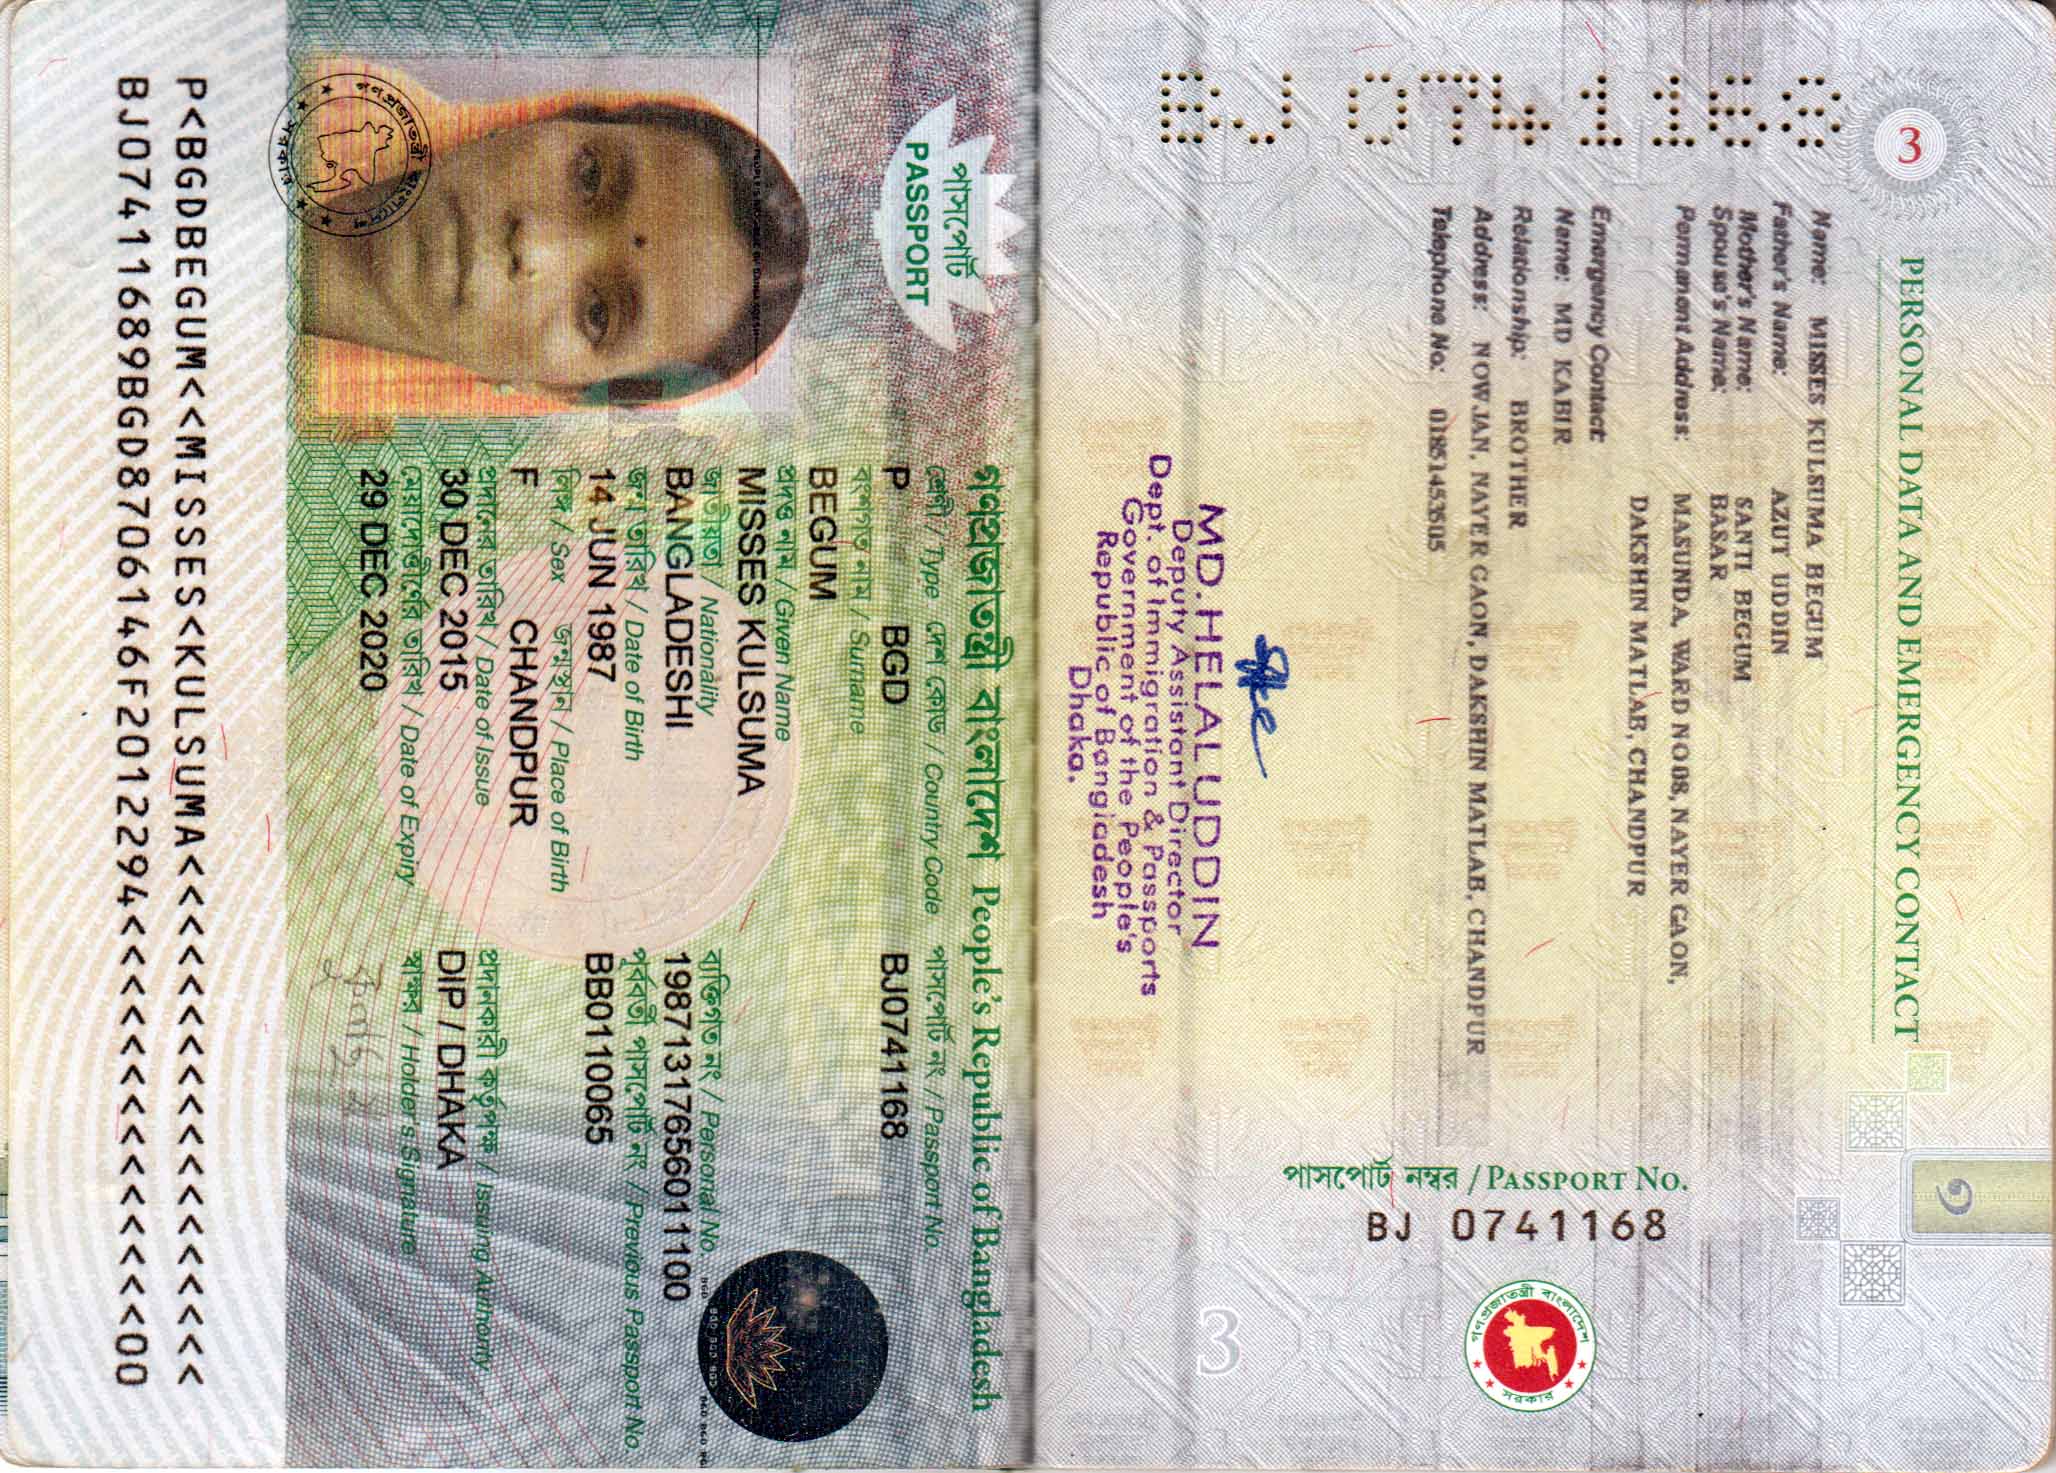 3
PERSONAL DATA AND EMERGENCY CONTACT
Name: MISSES KULSUMA BEGUM
Father's Name: AZUT UDDIN
Mother's Name: SANTI BEGUM
Spouse's Name: BASAR
Permanent Address: MASUNDA, WARD NO 08, NAYER GAON,
DAKSHIN MATLAB, CHANDPUR
Emergency Contact:
Name: MD KABIR
Relationship: BROTHER
Address: NOWJAN, NAYER GAON, DAKSHIN MATLAB, CHANDPUR
Telephone No:
MD. HELAL UDDIN
Deputy Assistant Director
Dept. of Immigration & Passports
Government of the People's
Republic of Bangladesh
Dhaka.
BJ 0741168
পাসপোর্ট নম্বর / PASSPORT No.
BJ 0741168
গণপ্রজাতন্ত্রী বাংলাদেশ
সরকার
3
গণপ্রজাতন্ত্রী বাংলাদেশ People's Republic of Bangladesh
পাসপোর্ট
PASSPORT
শ্রেণী / Type দেশ কোড / Country Code পাসপোর্ট নং / Passport No.
P BGD BJ0741168
বংশগত নাম / Surname
BEGUM
প্রদত্ত নাম / Given Name
MISSES KULSUMA
জাতীয়তা / Nationality ব্যক্তিগত নং / Personal No.
BANGLADESHI 19871317656011100
জন্ম তারিখ / Date of Birth পূর্ববর্তী পাসপোর্ট নং / Previous Passport No.
14 JUN 1987 BB0110065
লিঙ্গ / Sex জন্মস্থান / Place of Birth
F CHANDPUR
প্রদানের তারিখ / Date of Issue প্রদানকারী কর্তৃপক্ষ / Issuing Authority
30 DEC 2015 DIP / DHAKA
মেয়াদোত্তীর্ণের তারিখ / Date of Expiry স্বাক্ষর / Holder's Signature
29 DEC 2020
P<BGDBEGUM<<MISSES<KULSUMA<<<<<<<<<<<<<<<<<<
BJ07411689BGD8706146F2012294<<<<<<<<<<<<<<00